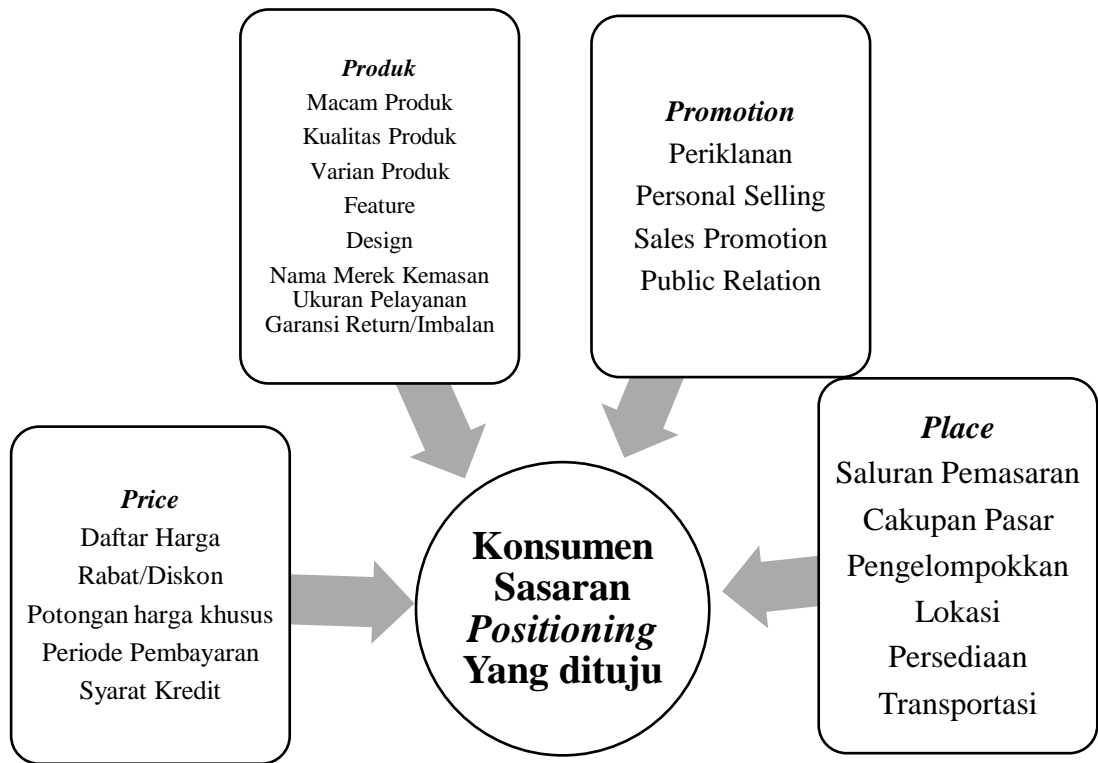 Produk
Macam Produk
Kualitas Produk
Varian Produk
Feature
Design
Nama Merek Kemasan
Ukuran Pelayanan
Garansi Return/Imbalan
Promotion
Periklanan
Personal Selling
Sales Promotion
Public Relation
Price
Daftar Harga
Rabat/Diskon
Potongan harga khusus
Periode Pembayaran
Syarat Kredit
Konsumen
Sasaran
Positioning
Yang dituju
Place
Saluran Pemasaran
Cakupan Pasar
Pengelompokkan
Lokasi
Persediaan
Transportasi